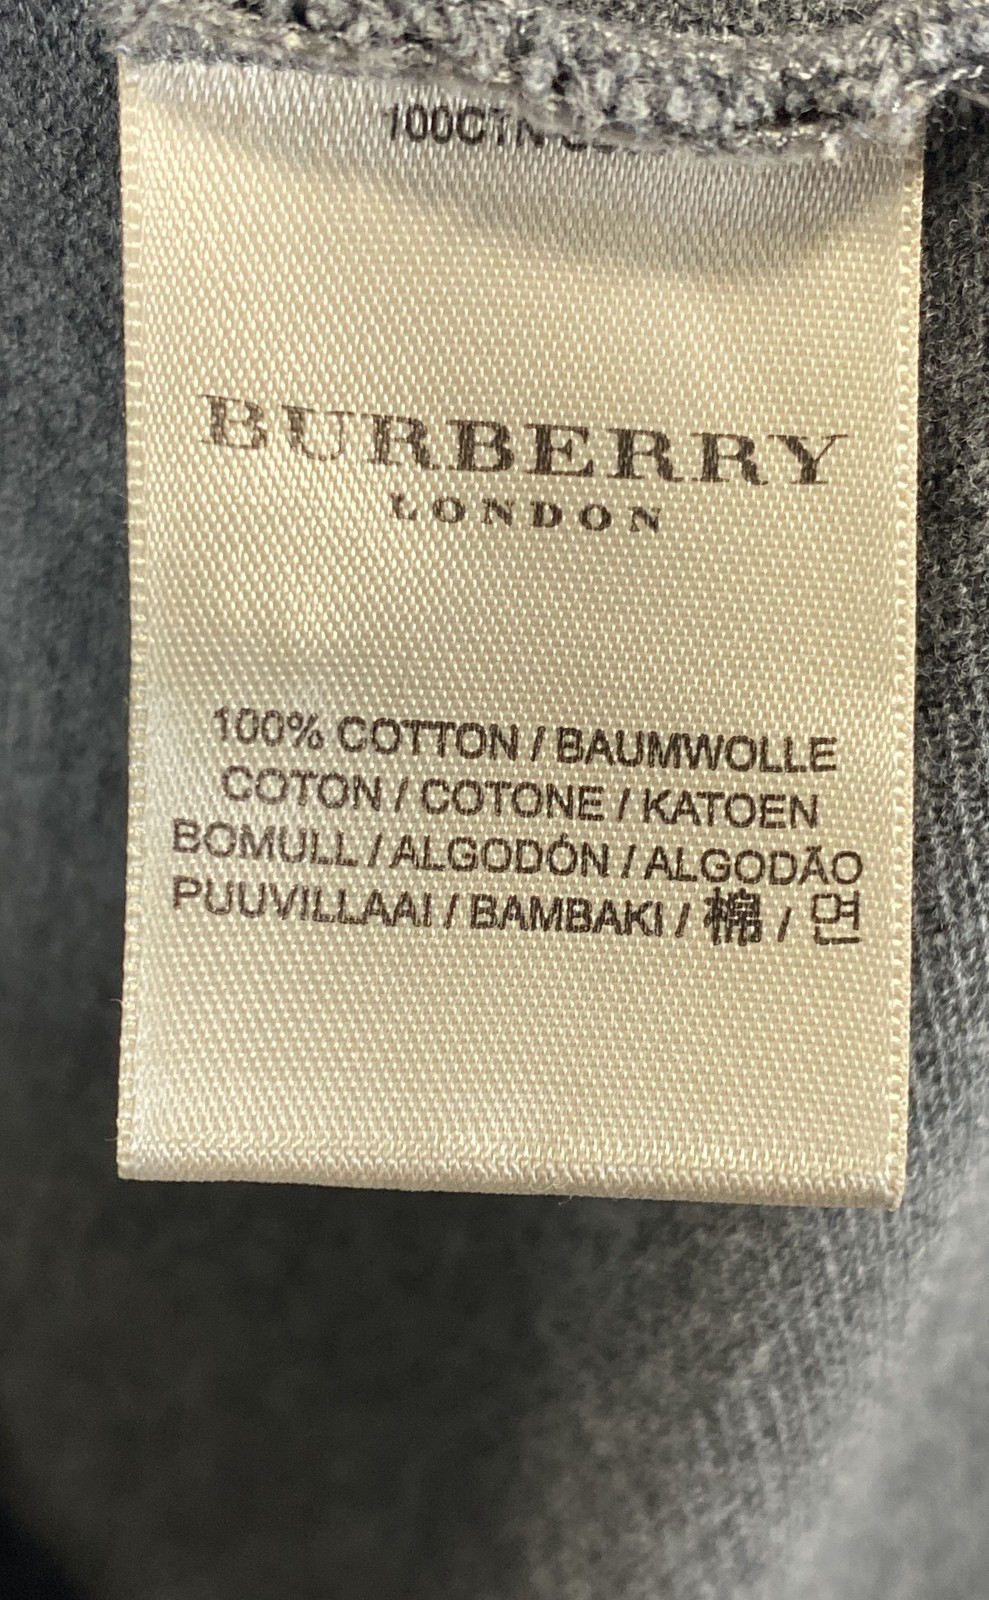 100CTN
BURBERRY
LONDON
100% COTTON / BAUMWOLLE
COTON / COTONE / KATOEN
BOMULL / ALGODÓN / ALGODÃO
PUUVILLAAI / BAMBAKI / 棉 / 면